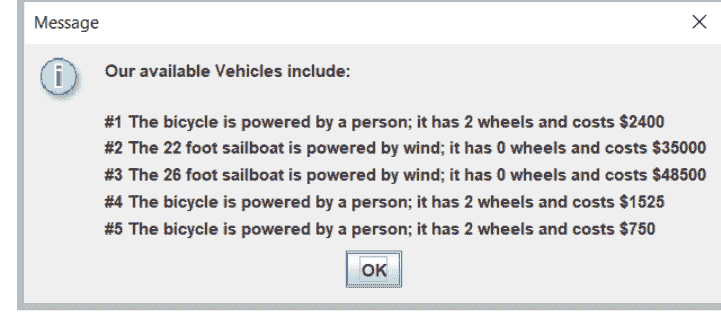 Message
Our available Vehicles include:
#1 The bicycle is powered by a person; it has 2 wheels and costs $2400
#2 The 22 foot sailboat is powered by wind; it has 0 wheels and costs $35000
#3 The 26 foot sailboat is powered by wind; it has 0 wheels and costs $48500
#4 The bicycle is powered by a person; it has 2 wheels and costs $1525
#5 The bicycle is powered by a person; it has 2 wheels and costs $750
OK